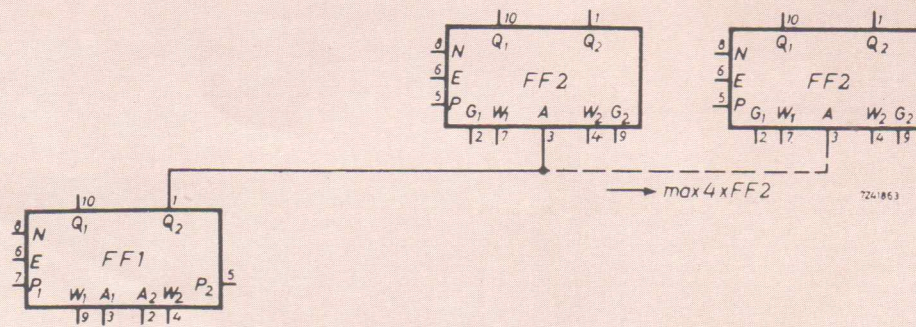 10 1 10 1
8 N Q₁ Q₂ 8 N Q₁ Q₂
6 E FF2 6 E FF2
5 P 5 P
G₁ W₁ A W₂ G₂ G₁ W₁ A W₂ G₂
2 7 3 4 9 2 7 3 4 9
max 4 x FF2
7Z41863
10 1
8 N Q₁ Q₂
6 E FF1
7 P₁ P₂ 5
W₁ A₁ A₂ W₂
9 3 2 4